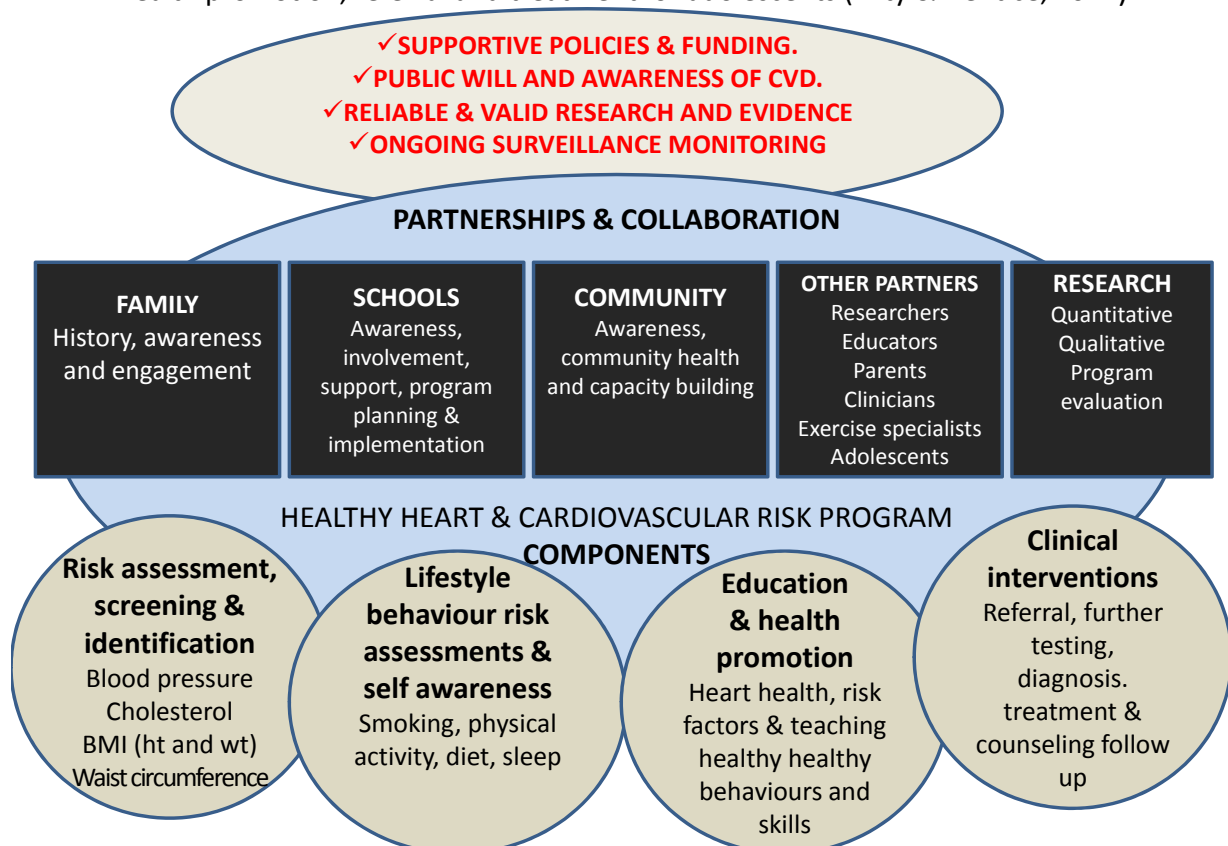 ✓SUPPORTIVE POLICIES & FUNDING.
✓PUBLIC WILL AND AWARENESS OF CVD.
✓RELIABLE & VALID RESEARCH AND EVIDENCE
✓ONGOING SURVEILLANCE MONITORING
PARTNERSHIPS & COLLABORATION
FAMILY
History, awareness
and engagement
SCHOOLS
Awareness,
involvement,
support, program
planning &
implementation
COMMUNITY
Awareness,
community health
and capacity building
OTHER PARTNERS
Researchers
Educators
Parents
Clinicians
Exercise specialists
Adolescents
RESEARCH
Quantitative
Qualitative
Program
evaluation
HEALTHY HEART & CARDIOVASCULAR RISK PROGRAM
COMPONENTS
Risk assessment,
screening &
identification
Blood pressure
Cholesterol
BMI (ht and wt)
Waist circumference
Lifestyle
behaviour risk
assessments &
self awareness
Smoking, physical
activity, diet, sleep
Education
& health
promotion
Heart health, risk
factors & teaching
healthy healthy
behaviours and
skills
Clinical
interventions
Referral, further
testing,
diagnosis.
treatment &
counseling follow
up